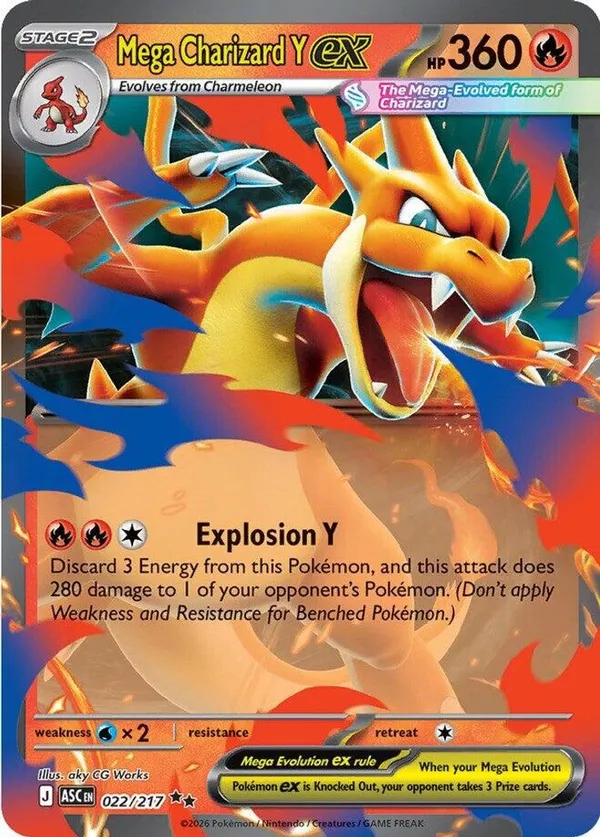 STAGE2
Mega Charizard Y ex
HP 360
Evolves from Charmeleon
The Mega-Evolved form of
Charizard
Explosion Y
Discard 3 Energy from this Pokémon, and this attack does
280 damage to 1 of your opponent's Pokémon. (Don't apply
Weakness and Resistance for Benched Pokémon.)
weakness ×2 resistance retreat
Illus. aky CG Works
Mega Evolution ex rule
When your Mega Evolution
Pokémon ex is Knocked Out, your opponent takes 3 Prize cards.
J ASC EN 022/217
©2026 Pokémon / Nintendo / Creatures / GAME FREAK